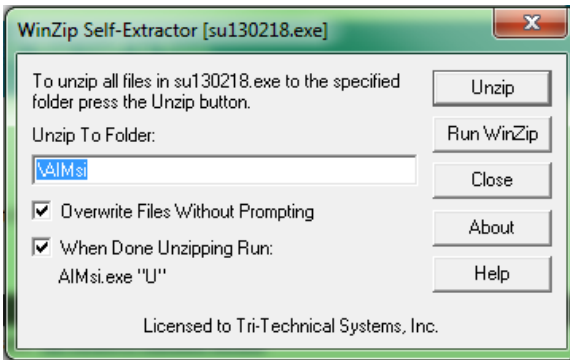 WinZip Self-Extractor [su130218.exe]
To unzip all files in su130218.exe to the specified
folder press the Unzip button.
Unzip To Folder:
\AIMsi
Overwrite Files Without Prompting
When Done Unzipping Run:
AIMsi.exe "U"
Unzip
Run WinZip
Close
About
Help
Licensed to Tri-Technical Systems, Inc.